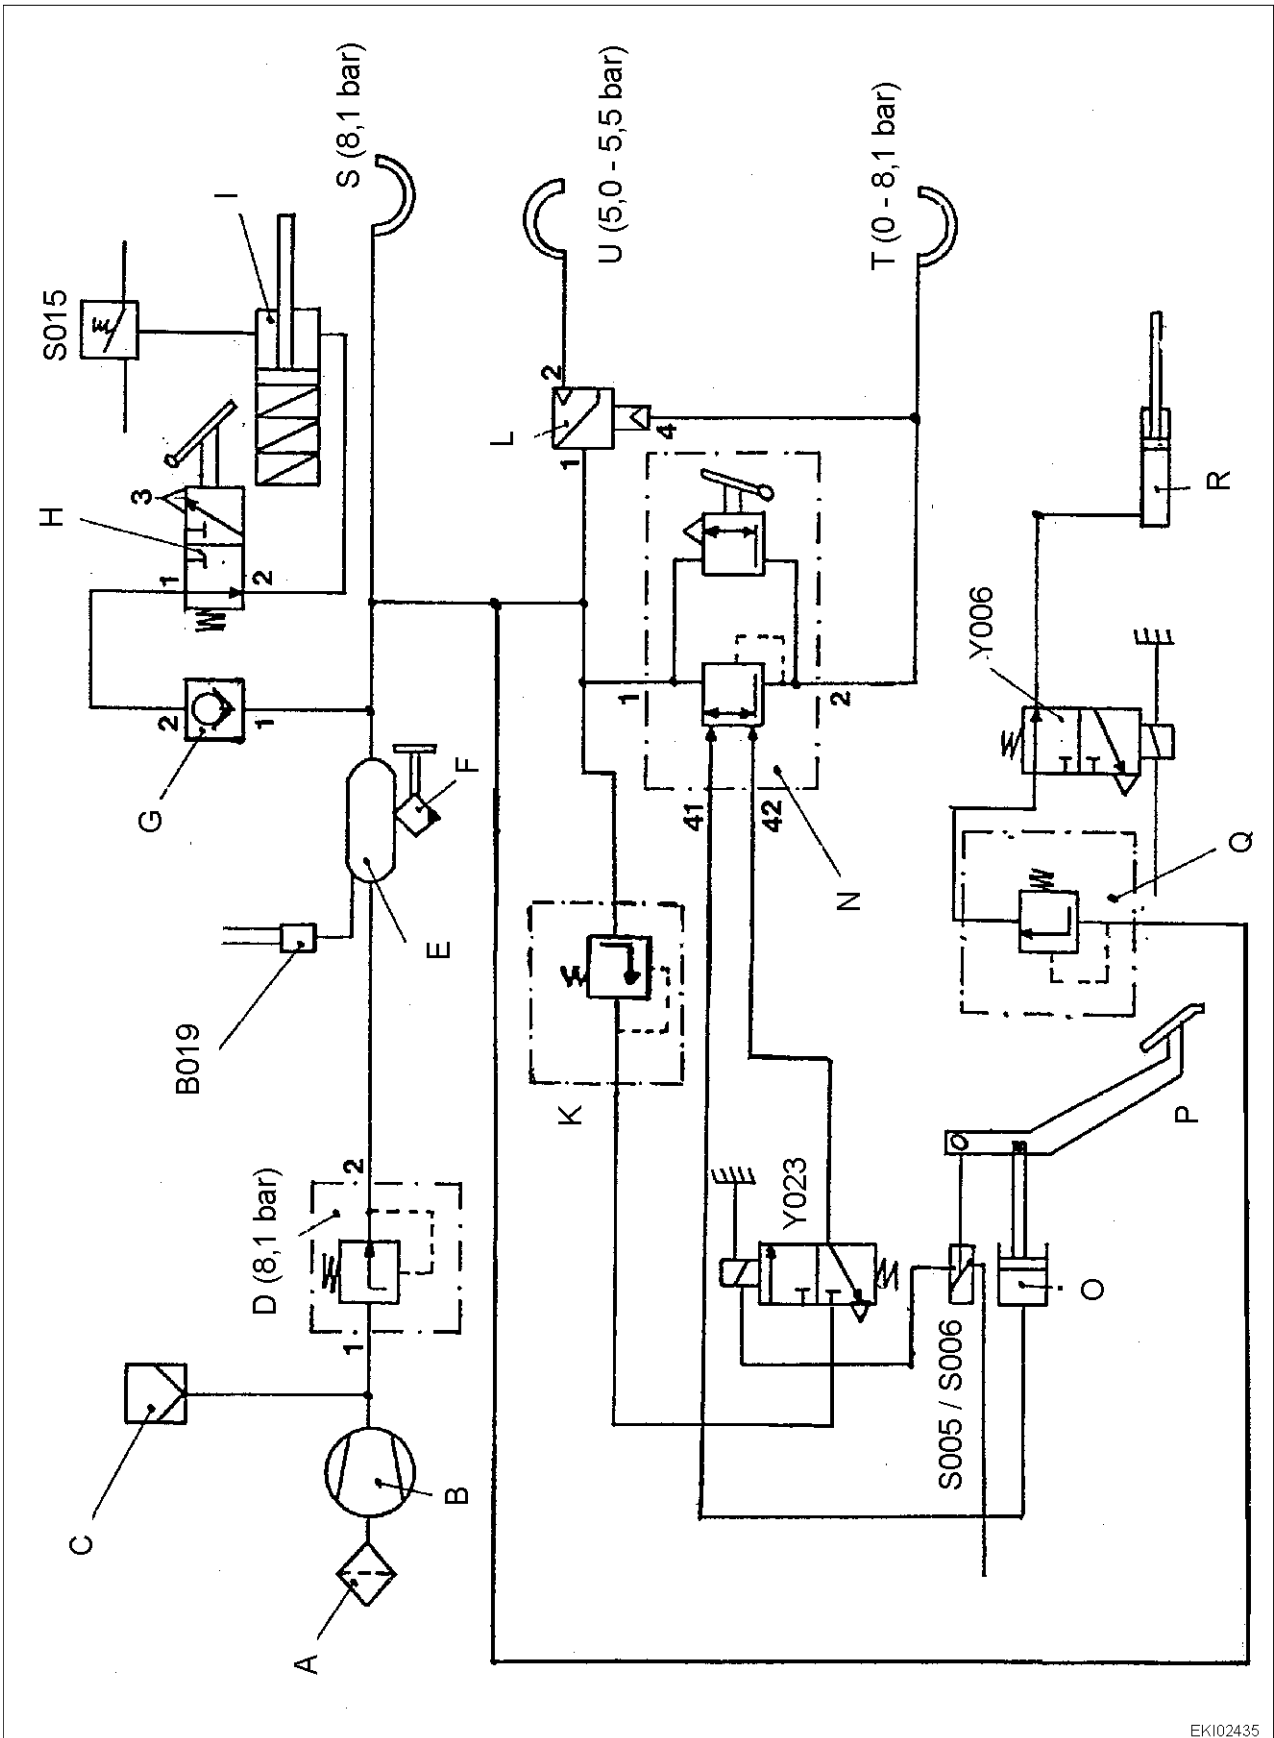 S (8,1 bar)
U (5,0 - 5,5 bar)
T (0 - 8,1 bar)
I
S015
H
3
1
2
L
2
1
4
R
G
2
1
F
E
B019
1
2
41
42
N
Y006
Q
K
D (8,1 bar)
2
1
Y023
P
O
S005 / S006
C
B
A
EKI02435